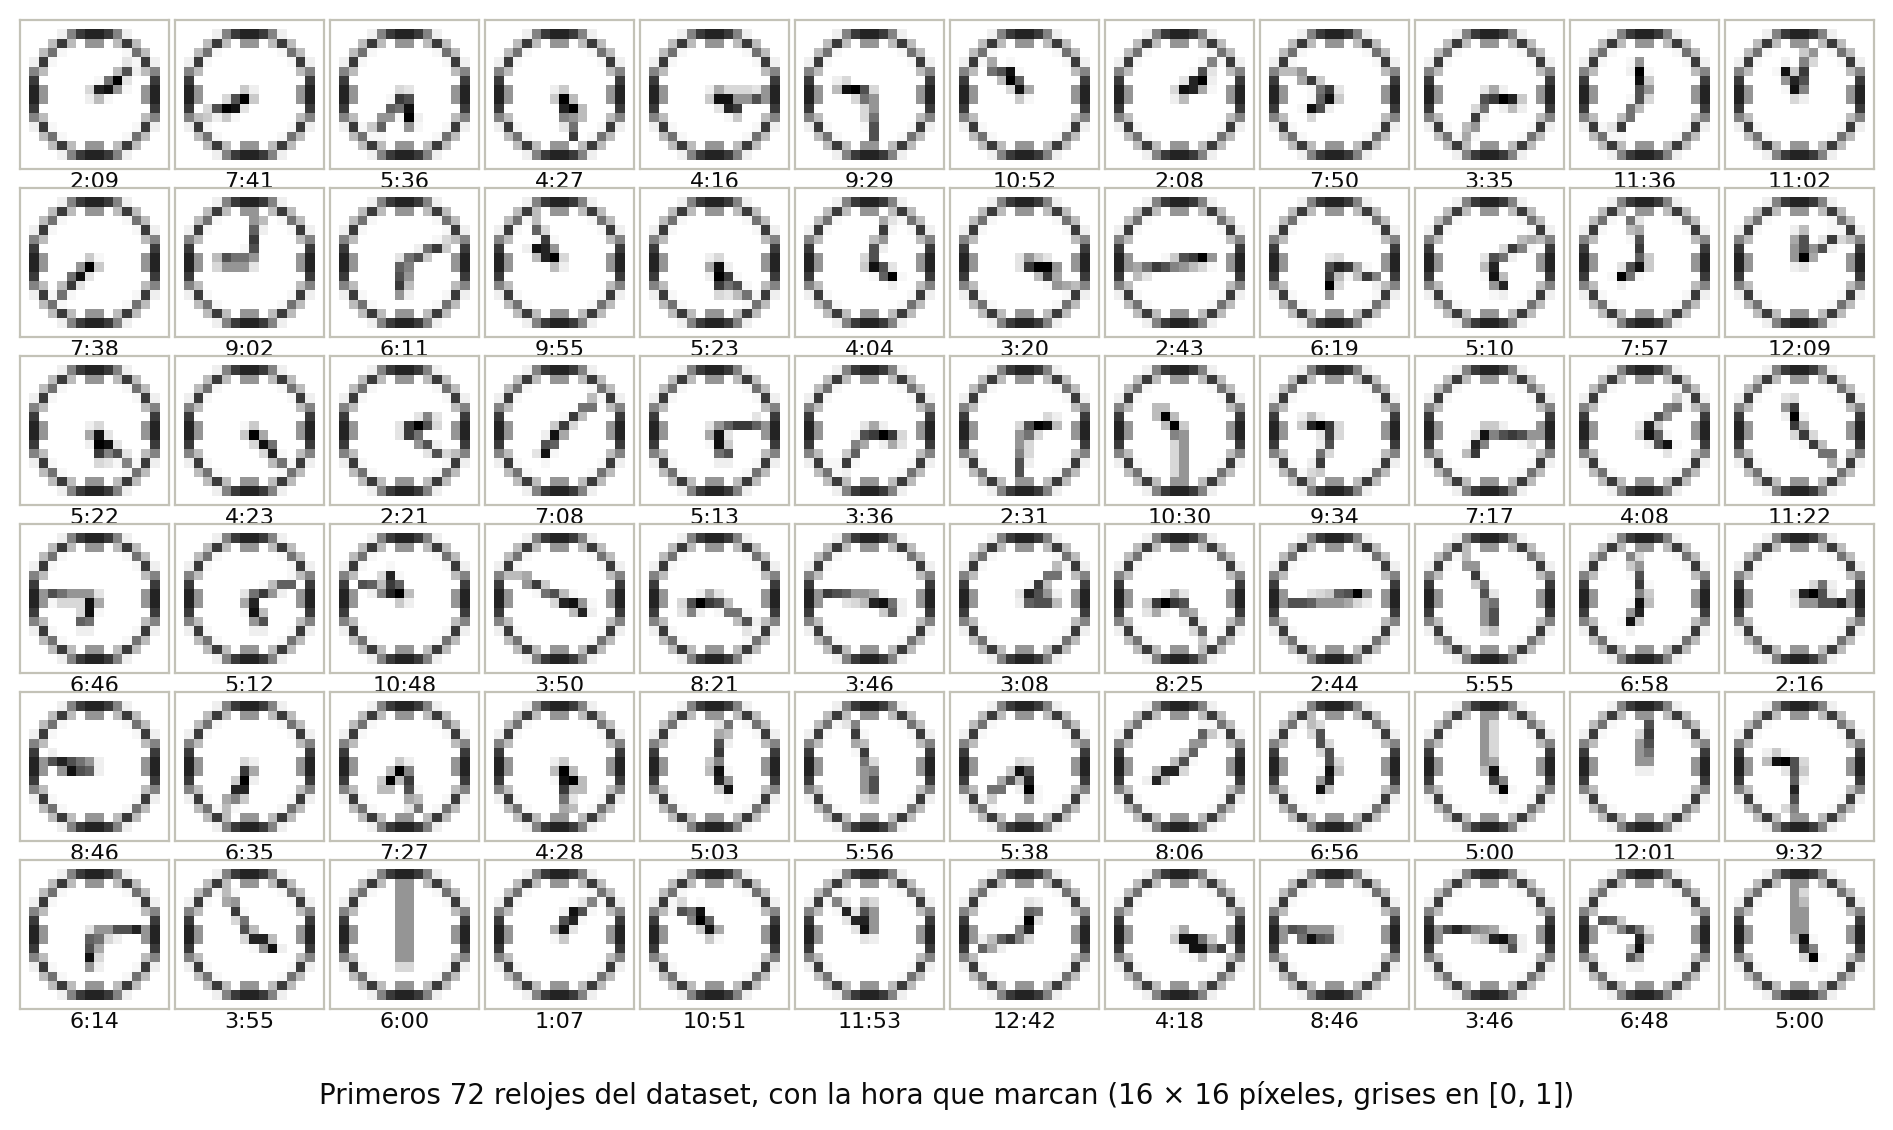 2:09 7:41 5:36 4:27 4:16 9:29 10:52 2:08 7:50 3:35 11:36 11:02
7:38 9:02 6:11 9:55 5:23 4:04 3:20 2:43 6:19 5:10 7:57 12:09
5:22 4:23 2:21 7:08 5:13 3:36 2:31 10:30 9:34 7:17 4:08 11:22
6:46 5:12 10:48 3:50 8:21 3:46 3:08 8:25 2:44 5:55 6:58 2:16
8:46 6:35 7:27 4:28 5:03 5:56 5:38 8:06 6:56 5:00 12:01 9:32
6:14 3:55 6:00 1:07 10:51 11:53 12:42 4:18 8:46 3:46 6:48 5:00
Primeros 72 relojes del dataset, con la hora que marcan (16 × 16 píxeles, grises en [0, 1])